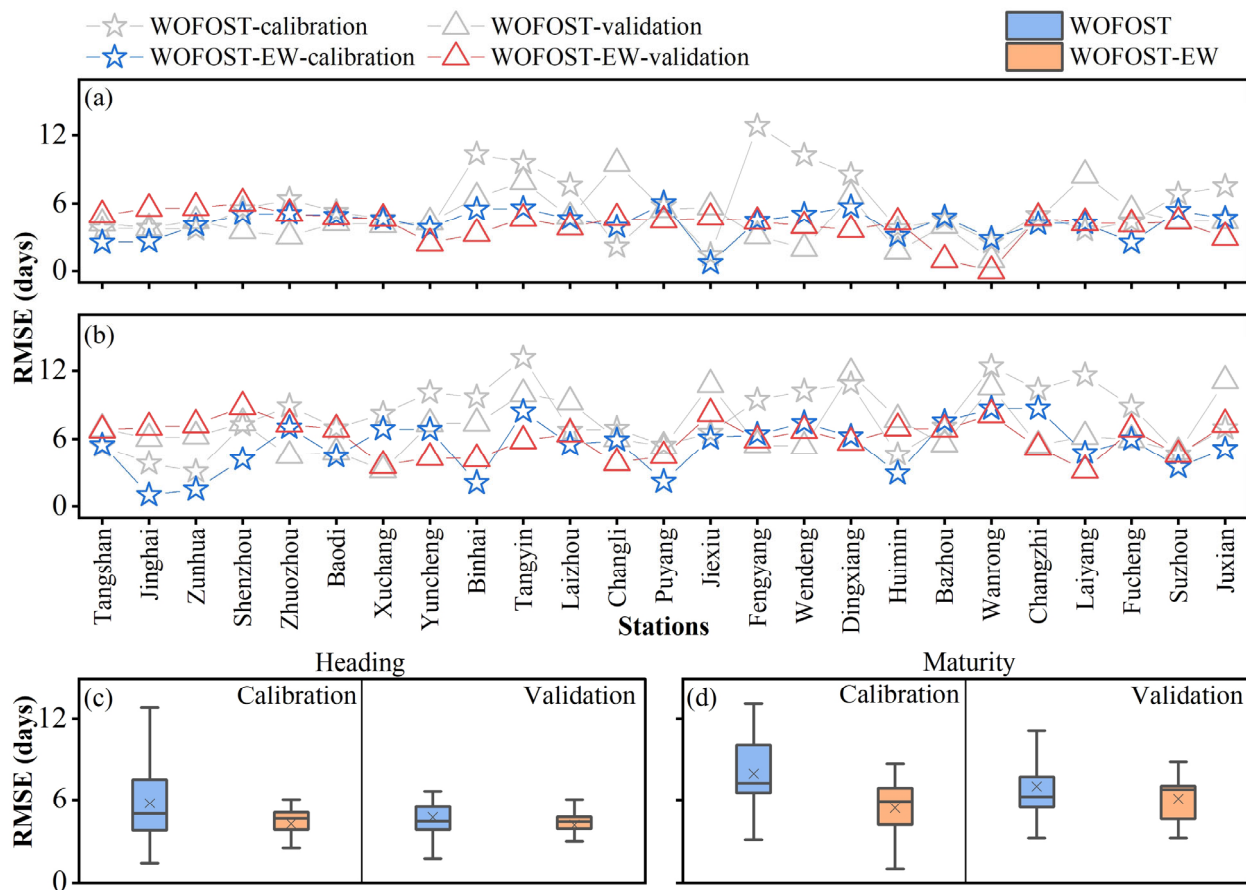 WOFOST-calibration WOFOST-validation WOFOST
WOFOST-EW-calibration WOFOST-EW-validation WOFOST-EW
(a)
12
6
0
RMSE (days)
(b)
12
6
0
Tangshan
Jinghai
Zunhua
Shenzhou
Zhuozhou
Baodi
Xuchang
Yuncheng
Binhai
Tangyin
Laizhou
Changli
Puyang
Jiexiu
Fengyang
Wendeng
Dingxiang
Huimin
Bazhou
Wanrong
Changzhi
Laiyang
Fucheng
Suzhou
Juxian
Stations
Heading Maturity
(c) Calibration Validation (d) Calibration Validation
RMSE (days)
12
6
0